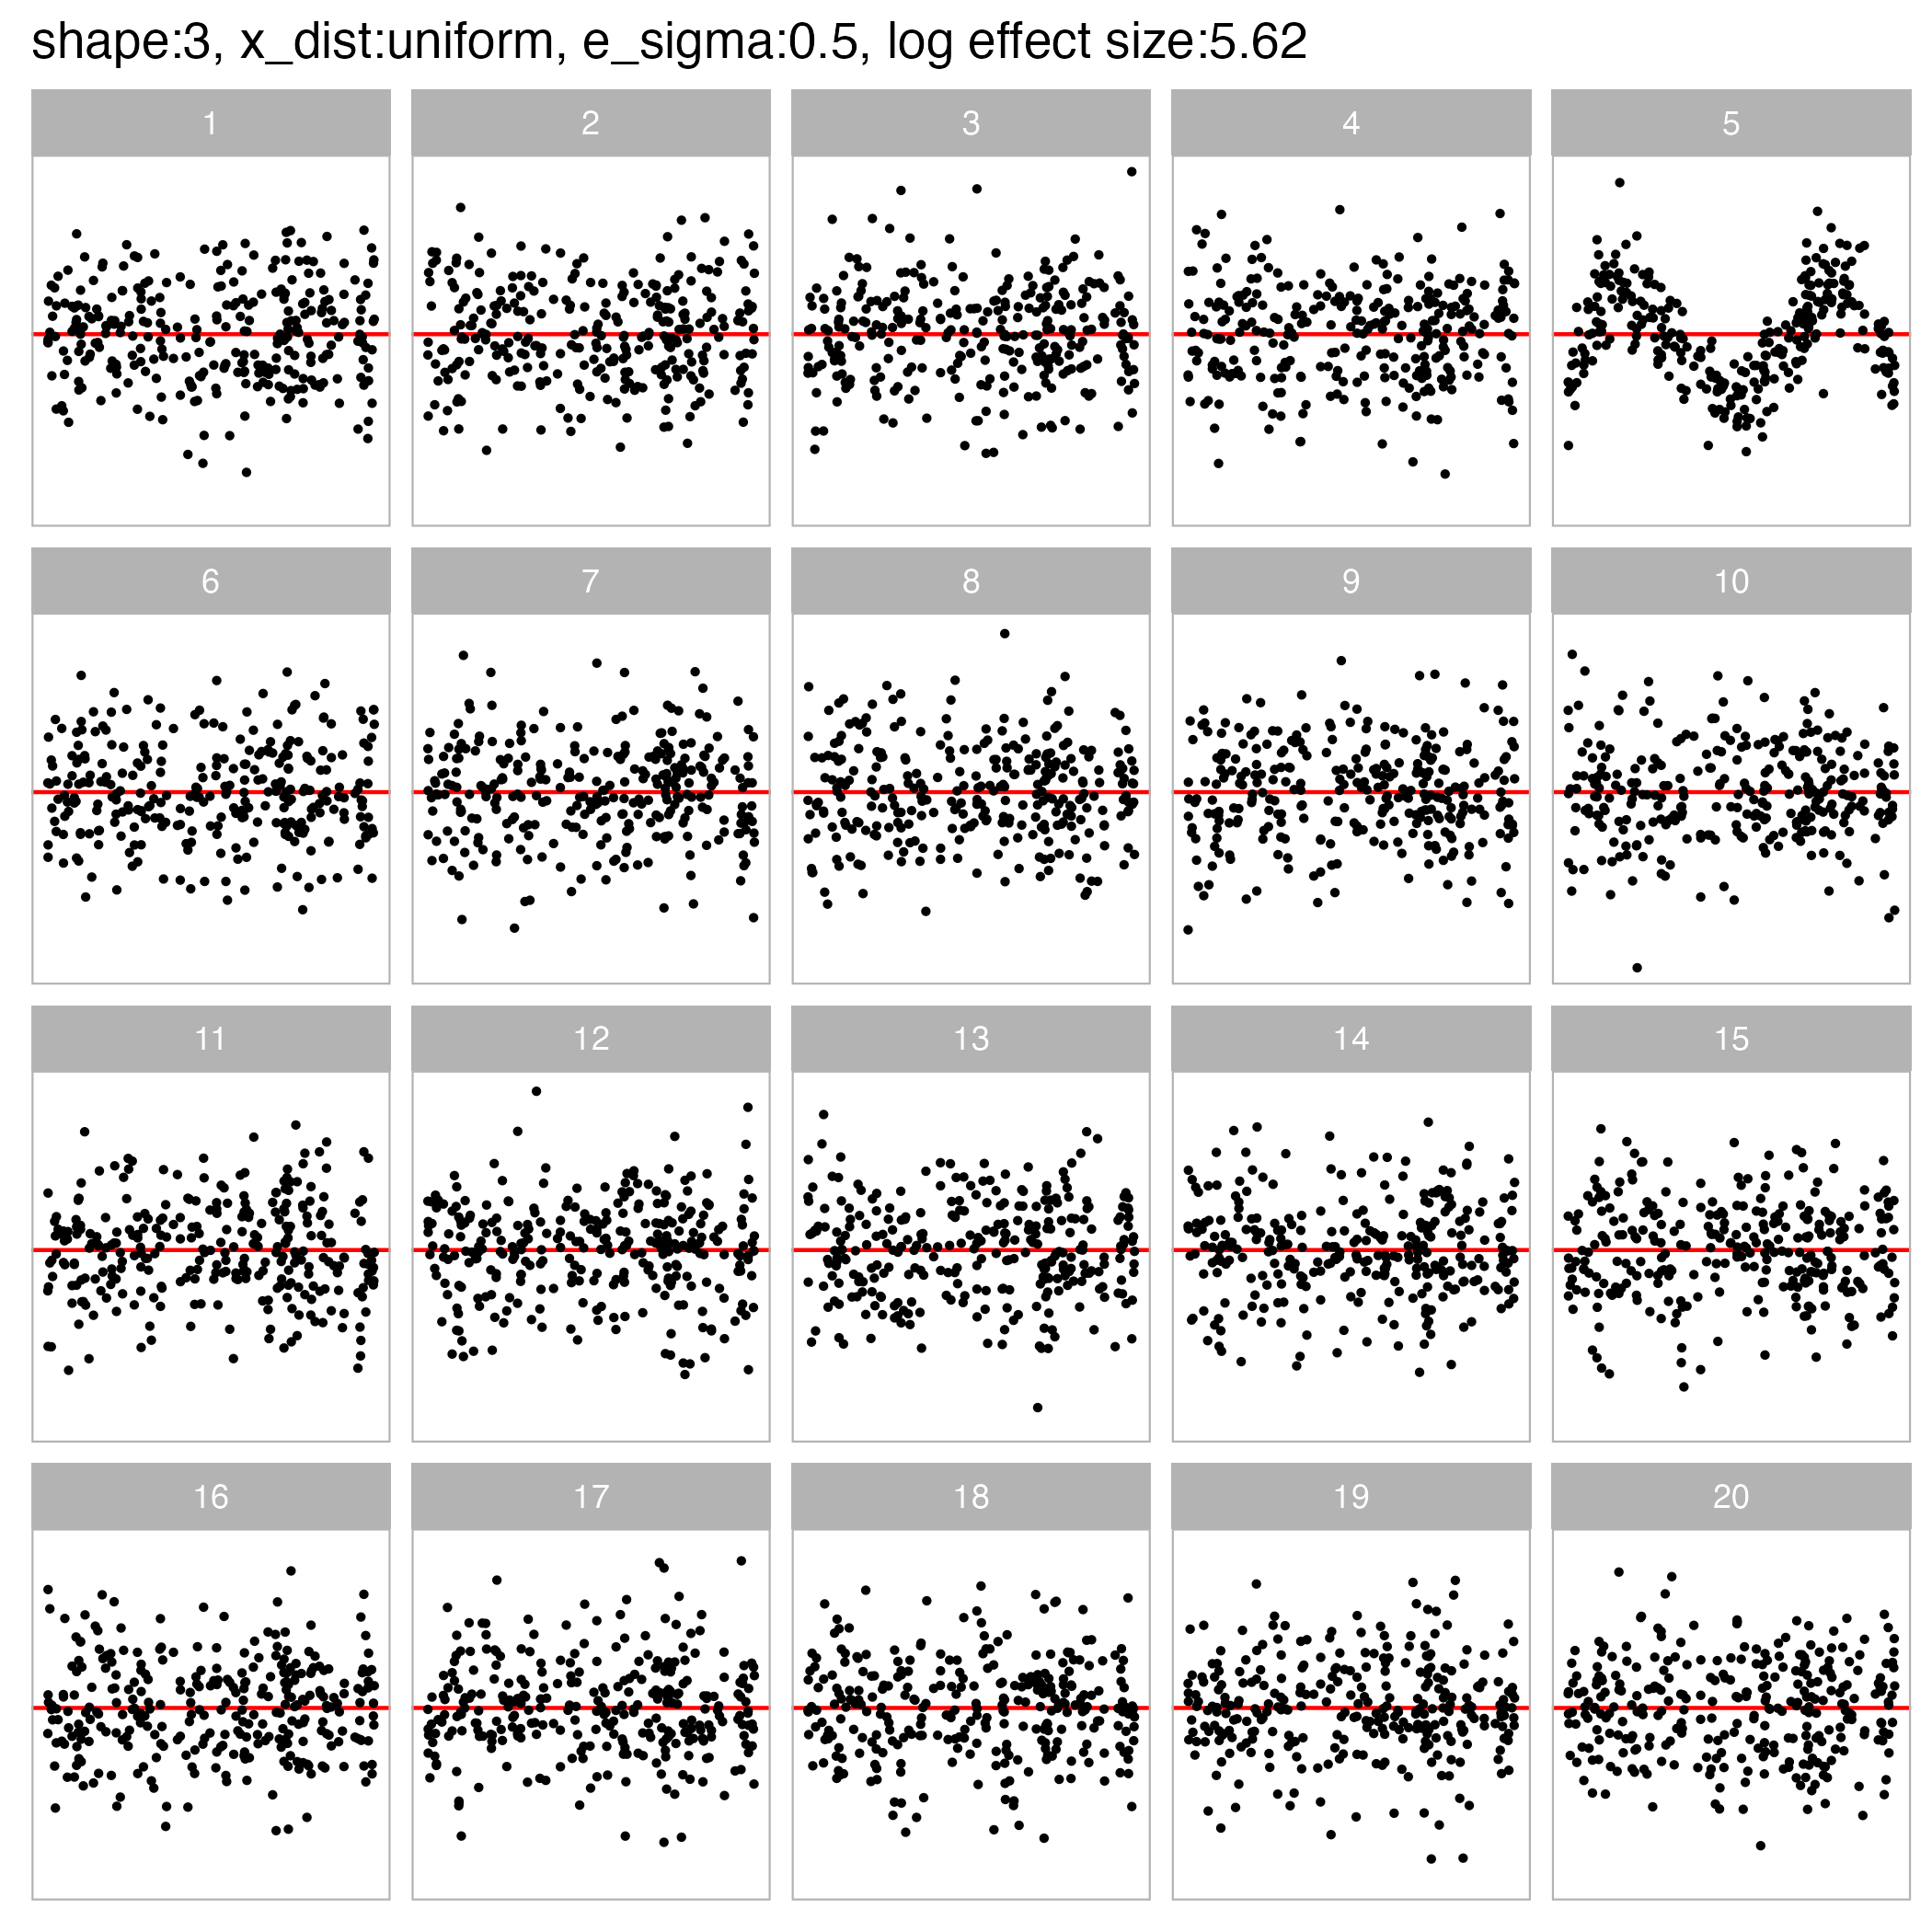 shape:3, x_dist:uniform, e_sigma:0.5, log effect size:5.62
1 2 3 4 5
6 7 8 9 10
11 12 13 14 15
16 17 18 19 20